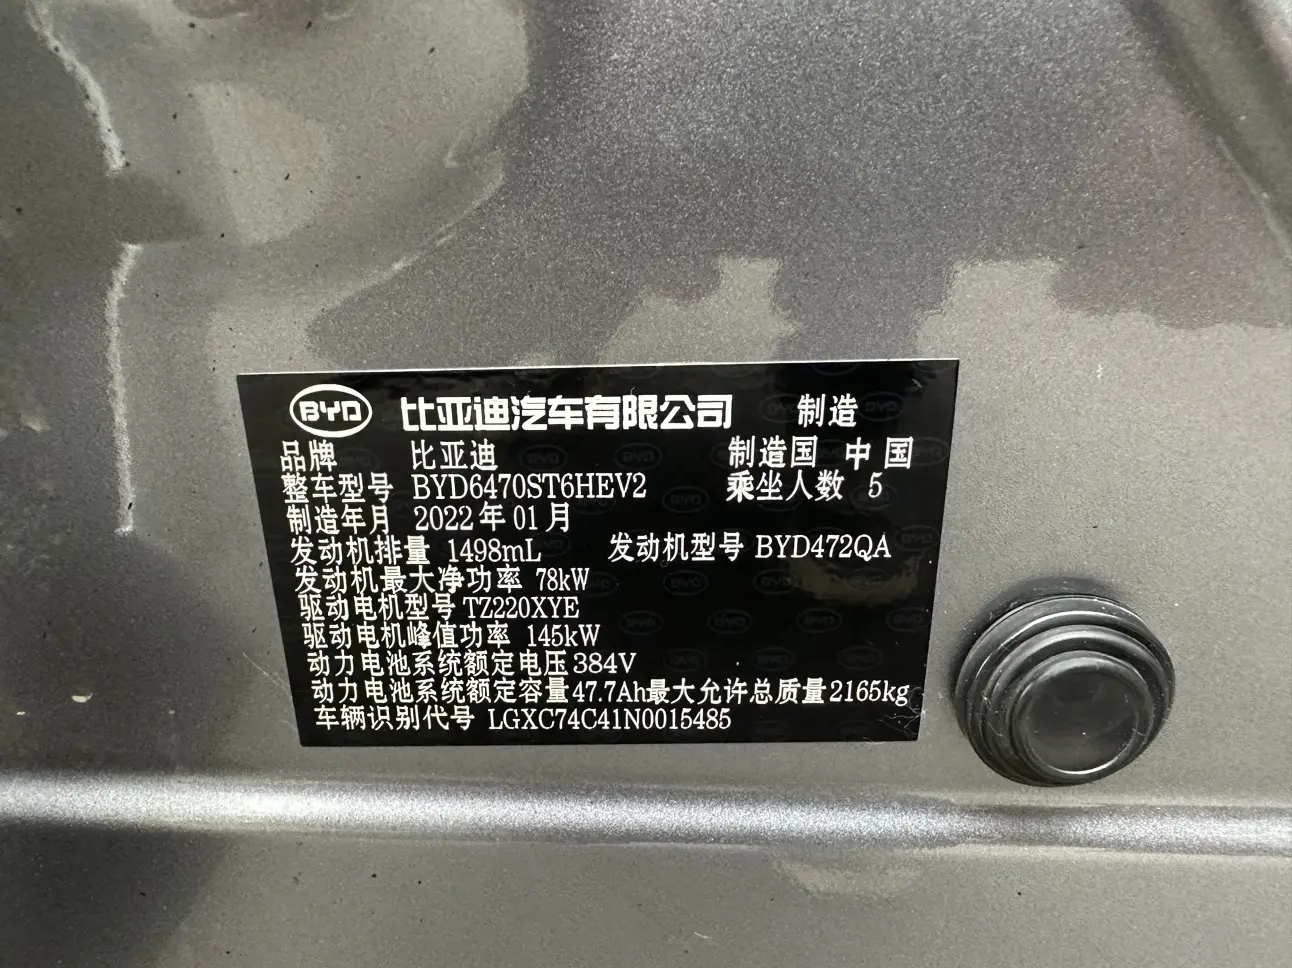 BYD 比亚迪汽车有限公司 制造
品牌 比亚迪 制造国 中国
整车型号 BYD6470ST6HEV2 乘坐人数 5
制造年月 2022年01月
发动机排量 1498mL 发动机型号 BYD472QA
发动机最大净功率 78kW
驱动电机型号 TZ220XYE
驱动电机峰值功率 145kW
动力电池系统额定电压 384V
动力电池系统额定容量 47.7Ah 最大允许总质量 2165kg
车辆识别代号 LGXC74C41N0015485